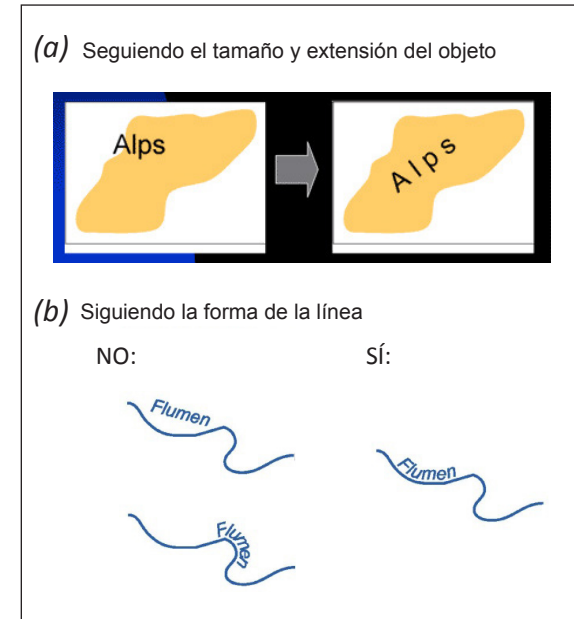 (a) Seguiendo el tamaño y extensión del objeto
Alps
Alps
(b) Siguiendo la forma de la línea
NO: SÍ:
Flumen
Flumen
Flumen